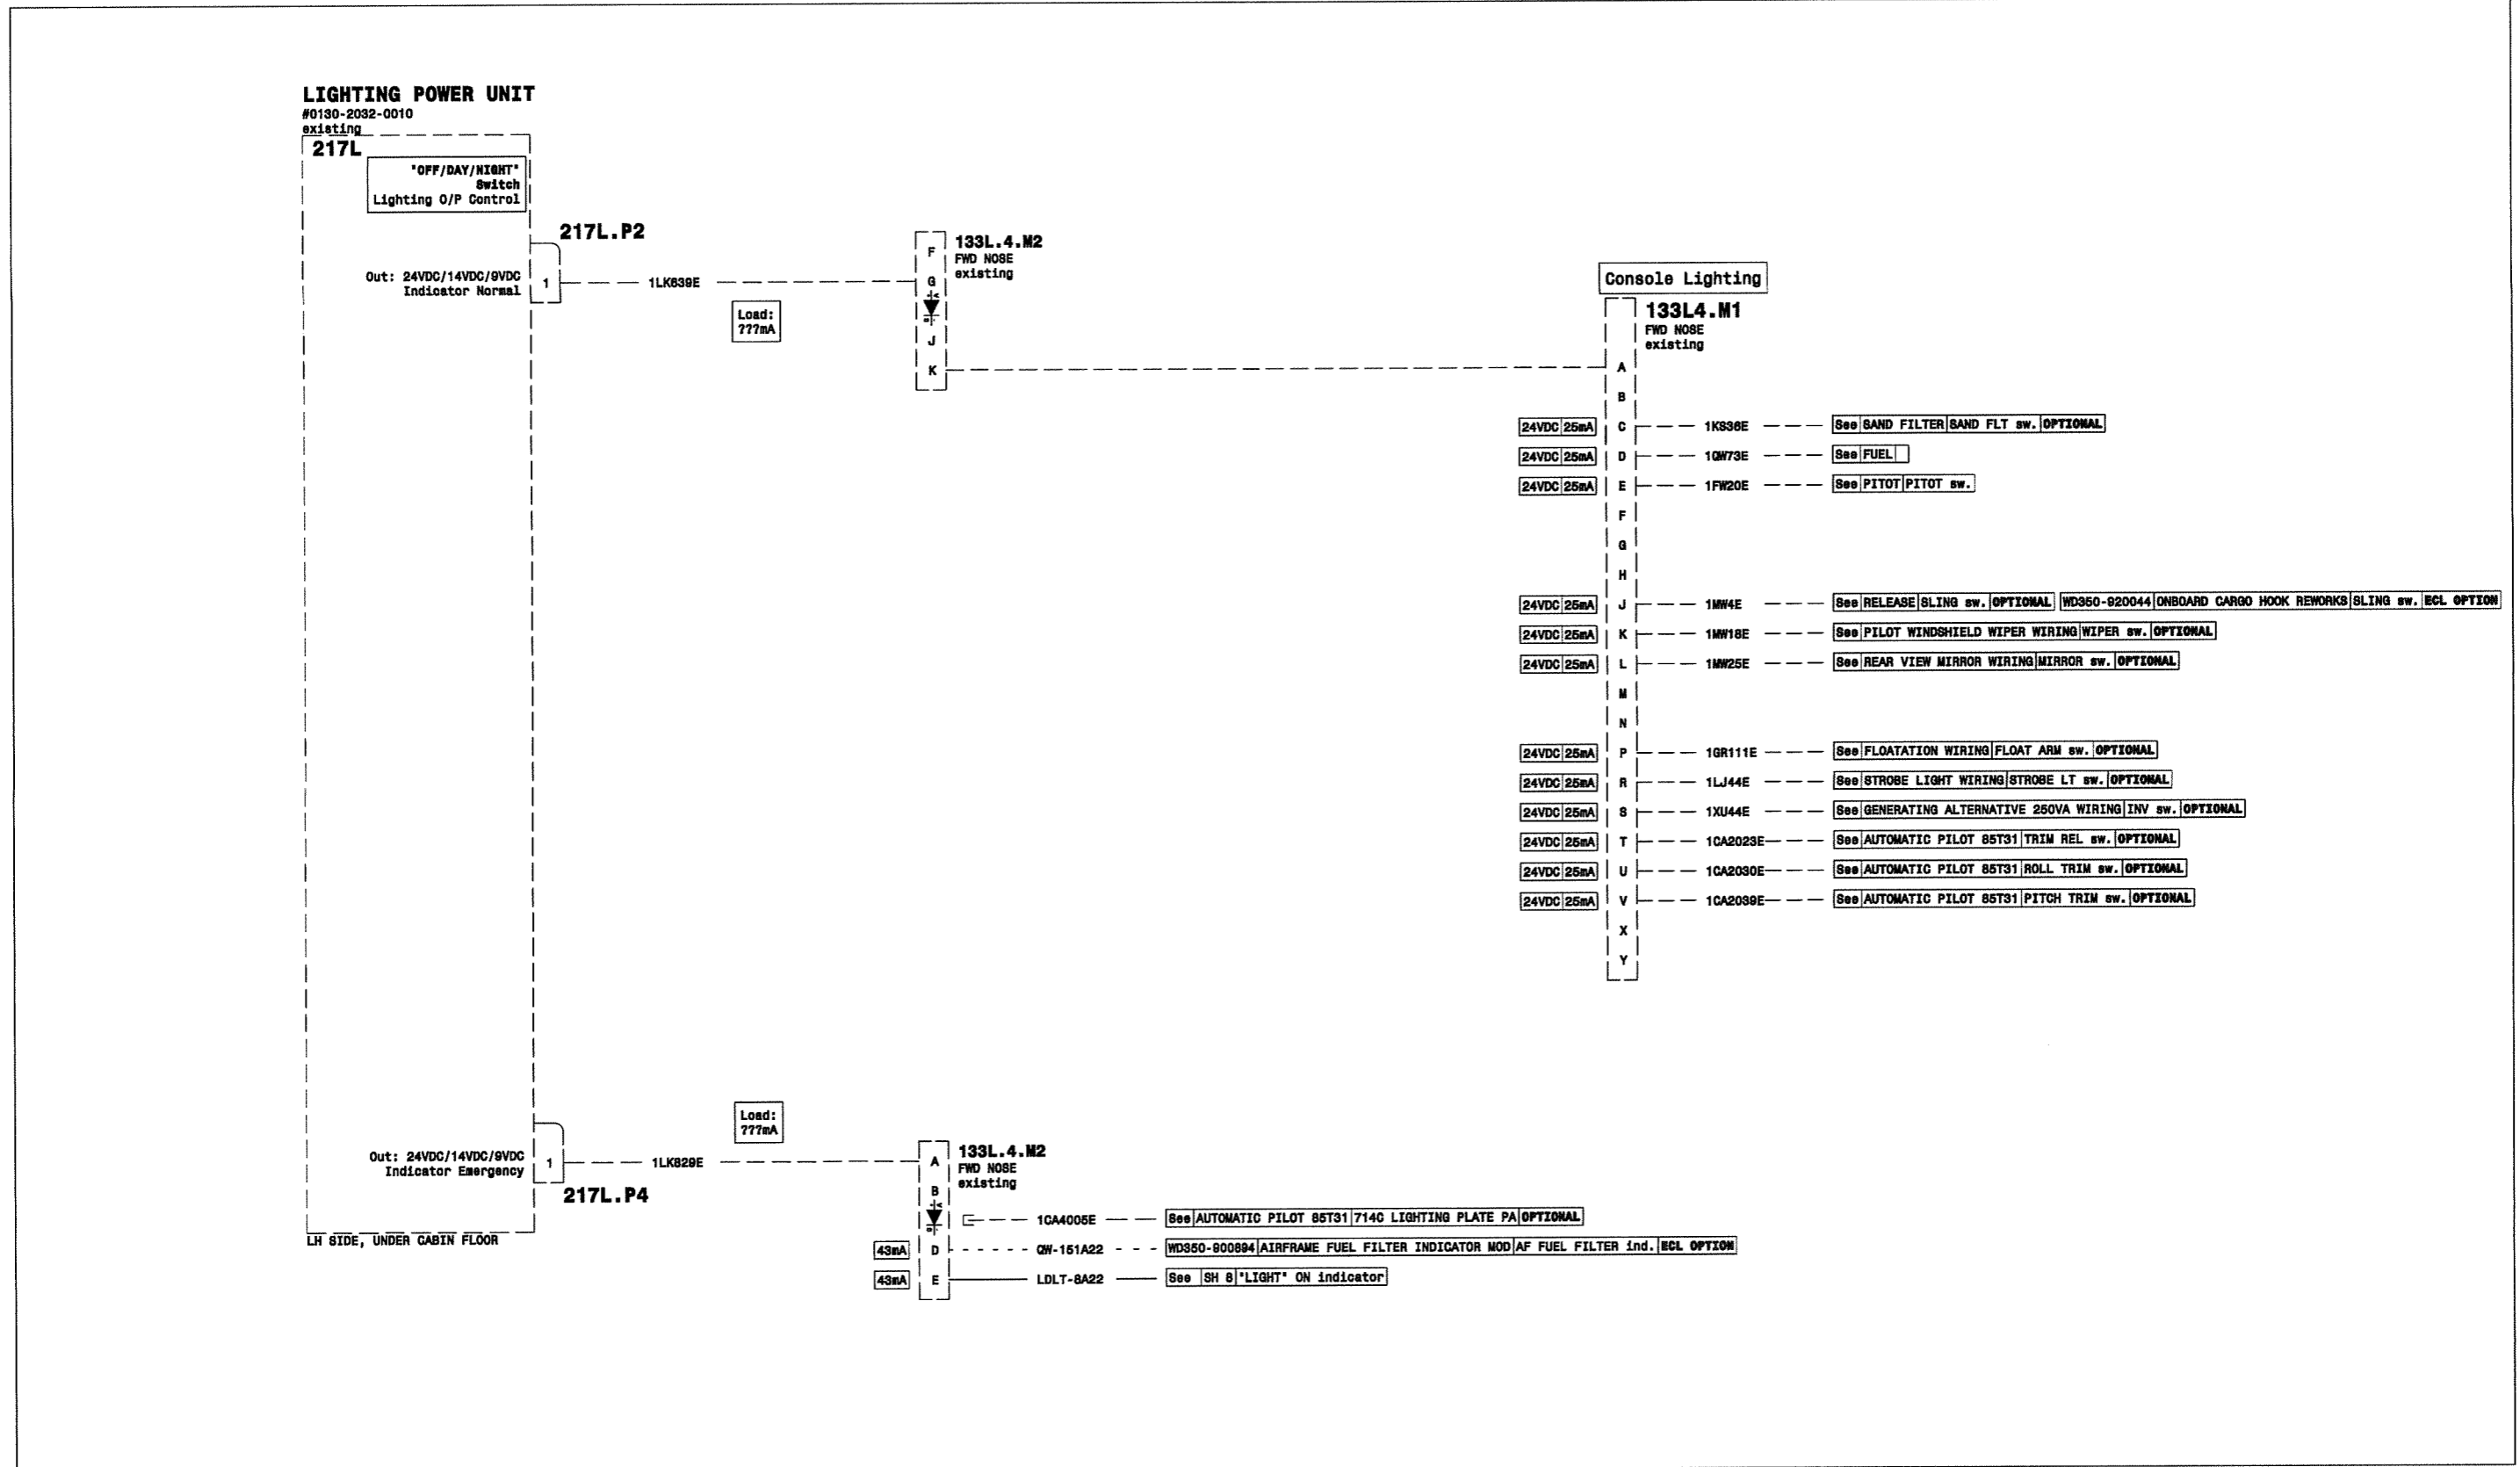 LIGHTING POWER UNIT
#0130-2032-0010
existing
217L
"OFF/DAY/NIGHT"
Switch
Lighting O/P Control
217L.P2
Out: 24VDC/14VDC/9VDC
Indicator Normal
1
1LK639E
Load:
???mA
133L.4.M2
FWD NOSE
existing
F
G
J
K
Console Lighting
133L4.M1
FWD NOSE
existing
A
B
24VDC 25mA C 1KS36E See SAND FILTER SAND FLT sw. OPTIONAL
24VDC 25mA D 1QW73E See FUEL
24VDC 25mA E 1FW20E See PITOT PITOT sw.
F
G
H
24VDC 25mA J 1MW4E See RELEASE SLING sw. OPTIONAL WD350-920044 ONBOARD CARGO HOOK REWORKS SLING sw. ECL OPTION
24VDC 25mA K 1MW18E See PILOT WINDSHIELD WIPER WIRING WIPER sw. OPTIONAL
24VDC 25mA L 1MW25E See REAR VIEW MIRROR WIRING MIRROR sw. OPTIONAL
M
N
24VDC 25mA P 1GR111E See FLOATATION WIRING FLOAT ARM sw. OPTIONAL
24VDC 25mA R 1LJ44E See STROBE LIGHT WIRING STROBE LT sw. OPTIONAL
24VDC 25mA S 1XU44E See GENERATING ALTERNATIVE 250VA WIRING INV sw. OPTIONAL
24VDC 25mA T 1CA2023E See AUTOMATIC PILOT 85T31 TRIM REL sw. OPTIONAL
24VDC 25mA U 1CA2030E See AUTOMATIC PILOT 85T31 ROLL TRIM sw. OPTIONAL
24VDC 25mA V 1CA2039E See AUTOMATIC PILOT 85T31 PITCH TRIM sw. OPTIONAL
X
Y
Load:
???mA
Out: 24VDC/14VDC/9VDC
Indicator Emergency
1
1LK829E
217L.P4
LH SIDE, UNDER CABIN FLOOR
133L.4.M2
FWD NOSE
existing
A
B
1CA4005E See AUTOMATIC PILOT 85T31 714C LIGHTING PLATE PA OPTIONAL
43mA D QW-151A22 WD350-900894 AIRFRAME FUEL FILTER INDICATOR MOD AF FUEL FILTER ind. ECL OPTION
43mA E LDLT-8A22 See SH 8 "LIGHT" ON indicator